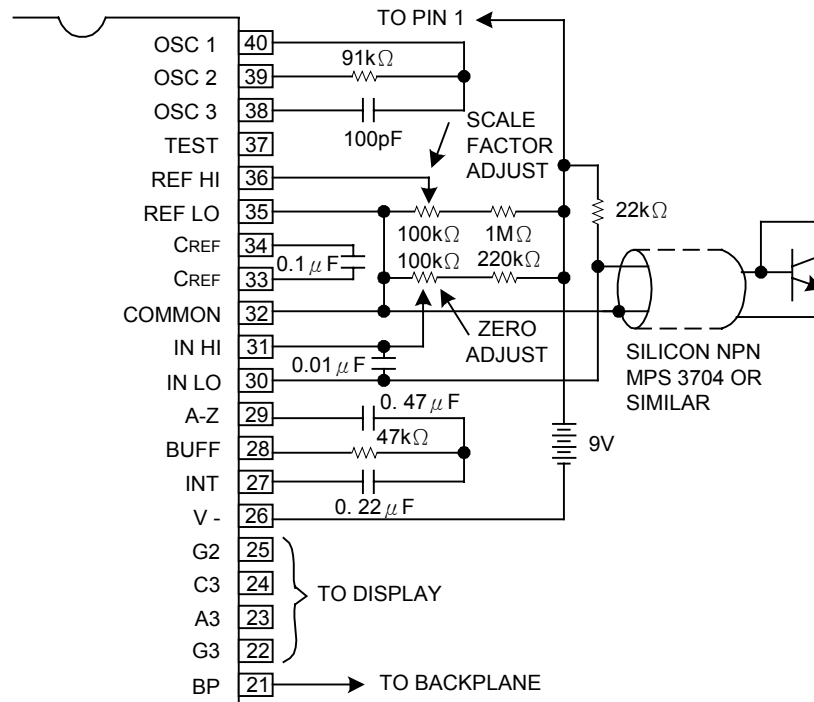 TO PIN 1
OSC 1 40
91kΩ
OSC 2 39
OSC 3 38
100pF
TEST 37
SCALE
FACTOR
ADJUST
REF HI 36
REF LO 35
22kΩ
100kΩ 1MΩ
CREF 34
0.1μF
100kΩ 220kΩ
CREF 33
COMMON 32
ZERO
ADJUST
IN HI 31
0.01μF
IN LO 30
SILICON NPN
MPS 3704 OR
SIMILAR
A-Z 29
0. 47μF
BUFF 28
47kΩ
9V
INT 27
0. 22μF
V - 26
G2 25
C3 24
TO DISPLAY
A3 23
G3 22
BP 21
TO BACKPLANE